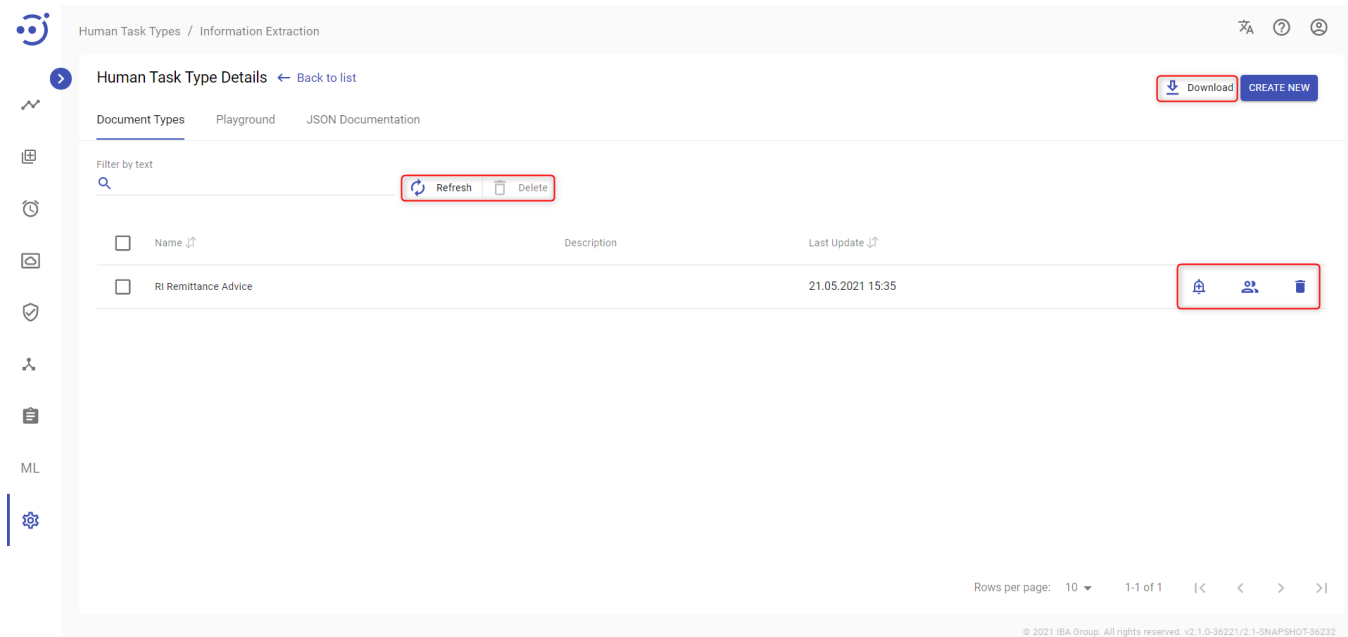 Human Task Types / Information Extraction
Human Task Type Details ← Back to list
Download CREATE NEW
Document Types Playground JSON Documentation
Filter by text
Refresh Delete
Name Description Last Update
RI Remittance Advice 21.05.2021 15:35
ML
Rows per page: 10 1-1 of 1
© 2021 IBA Group. All rights reserved. v2.1.0-36221/2.1-SNAPSHOT-36232